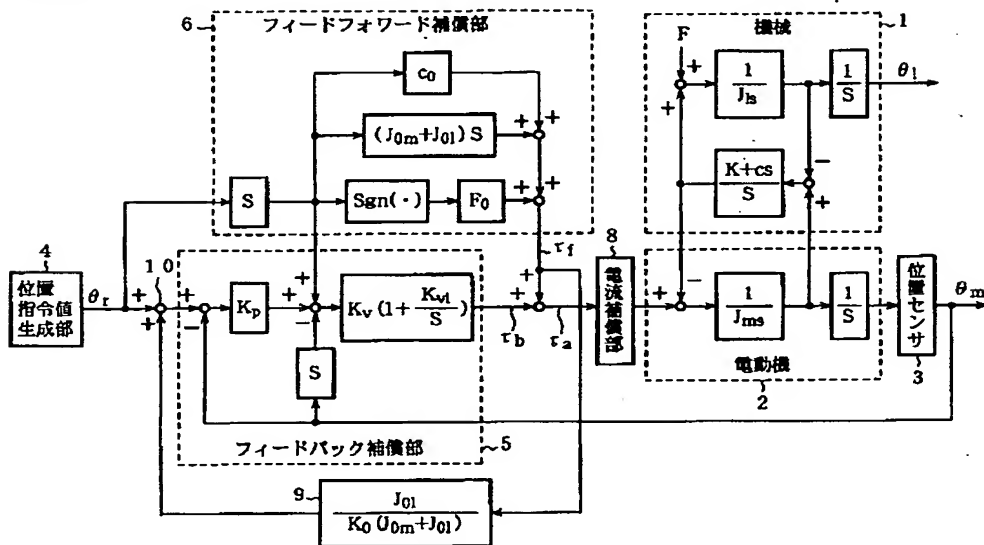 6
フィードフォワード補償部
c₀
(J₀m+J₀l)S
S
Sgn(・)
F₀
τf
機械
1
F
1/Jls
1/S
θl
K+cs/S
4
位置
指令値
生成部
θr
10
Kp
Kv(1+Kvi/S)
S
τb
τa
フィードバック補償部
5
8
電流補償部
1/Jms
1/S
電動機
2
位置センサ
3
θm
9
J₀l/K₀(J₀m+J₀l)
+
+
+
+
+
+
+
+
−
+
−
+
−
+
+
+
+
−
+
+
−